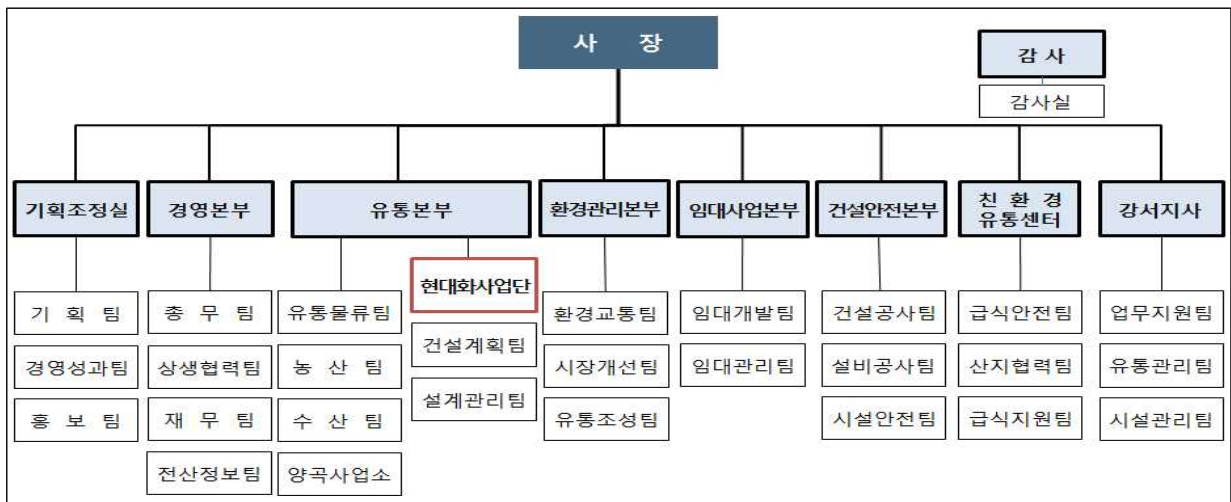 사 장
감 사
감사실
기획조정실
경영본부
유통본부
환경관리본부
임대사업본부
건설안전본부
친 환 경
유통센터
강서지사
현대화사업단
기 획 팀
경영성과팀
홍 보 팀
총 무 팀
상생협력팀
재 무 팀
전산정보팀
유통물류팀
농 산 팀
수 산 팀
양곡사업소
건설계획팀
설계관리팀
환경교통팀
시장개선팀
유통조성팀
임대개발팀
임대관리팀
건설공사팀
설비공사팀
시설안전팀
급식안전팀
산지협력팀
급식지원팀
업무지원팀
유통관리팀
시설관리팀